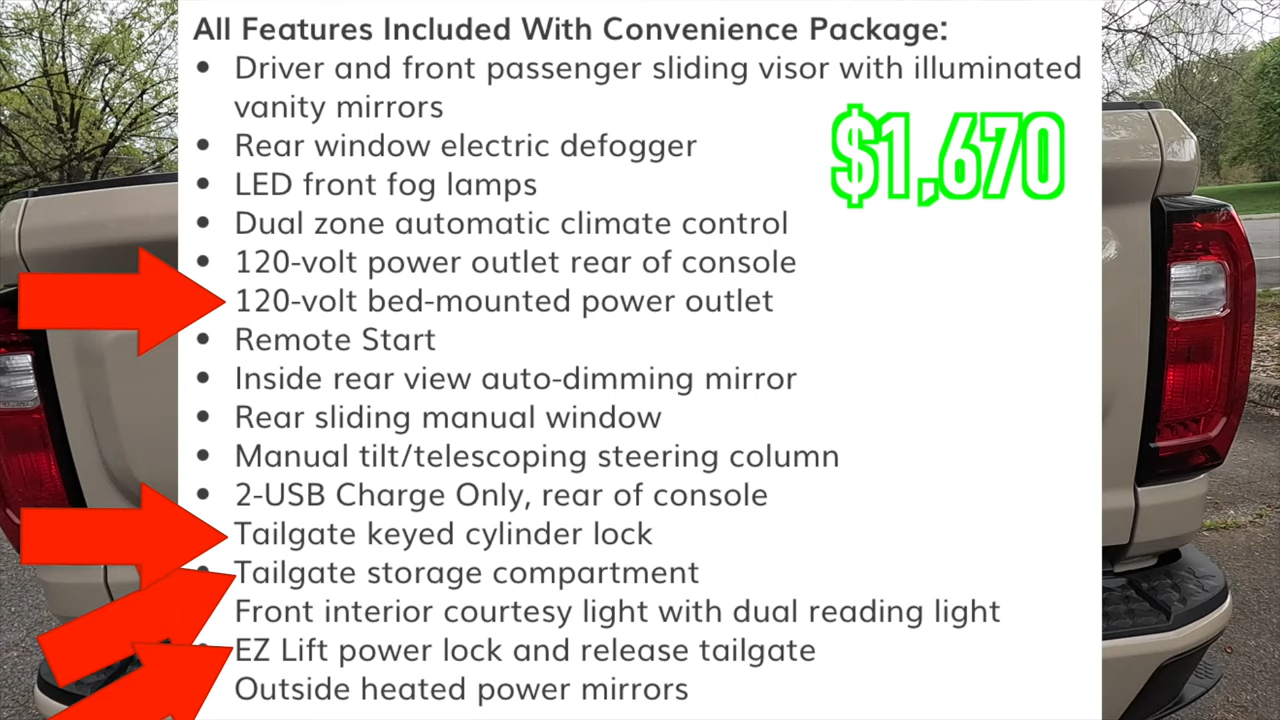 All Features Included With Convenience Package:
• Driver and front passenger sliding visor with illuminated
vanity mirrors
$1,670
• Rear window electric defogger
• LED front fog lamps
• Dual zone automatic climate control
• 120-volt power outlet rear of console
120-volt bed-mounted power outlet
• Remote Start
• Inside rear view auto-dimming mirror
• Rear sliding manual window
• Manual tilt/telescoping steering column
• 2-USB Charge Only, rear of console
Tailgate keyed cylinder lock
• Tailgate storage compartment
Front interior courtesy light with dual reading light
• EZ Lift power lock and release tailgate
Outside heated power mirrors